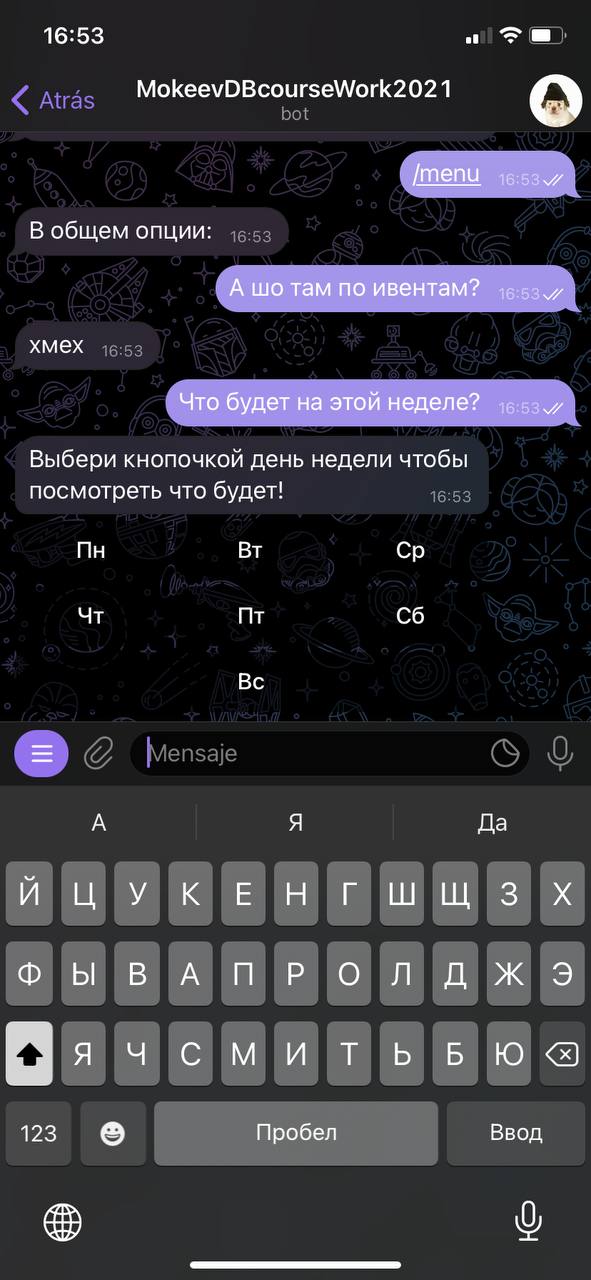 16:53
Atrás
MokeevDBcourseWork2021
bot
/menu 16:53
В общем опции: 16:53
А шо там по ивентам? 16:53
хмех 16:53
Что будет на этой неделе? 16:53
Выбери кнопочкой день недели чтобы
посмотреть что будет! 16:53
Пн Вт Ср
Чт Пт Сб
Вс
Mensaje
А Я Да
Й Ц У К Е Н Г Ш Щ З Х
Ф Ы В А П Р О Л Д Ж Э
Я Ч С М И Т Ь Б Ю
123 Пробел Ввод